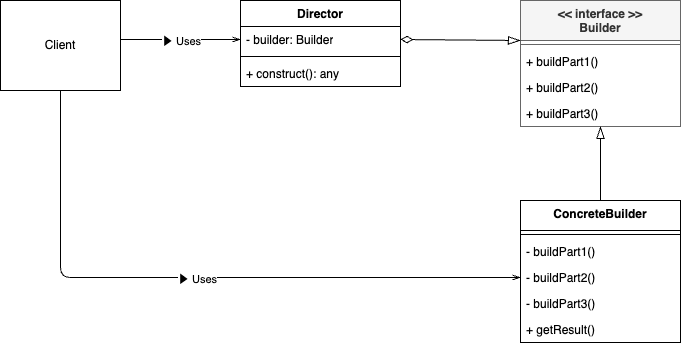 Client
Uses
Director
- builder: Builder
+ construct(): any
<< interface >>
Builder
+ buildPart1()
+ buildPart2()
+ buildPart3()
Uses
ConcreteBuilder
- buildPart1()
- buildPart2()
- buildPart3()
+ getResult()